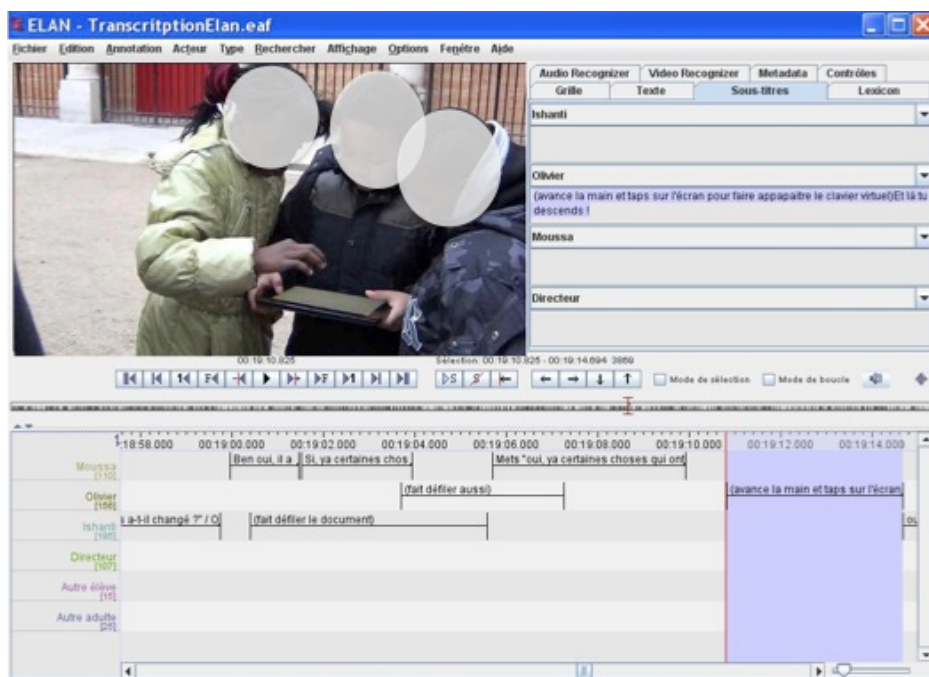 ELAN - TranscritptionElan.eaf
Fichier Edition Annotation Acteur Type Rechercher Affichage Options Fenêtre Aide
Audio Recognizer Video Recognizer Metadata Contrôles
Grille Texte Sous-titres Lexicon
Ishanti
Olivier
(avance la main et taps sur l'écran pour faire appapaitre le clavier virtuel)Et là tu
descends !
Moussa
Directeur
00:19:10.825
Sélection: 00:19:10.825 - 00:19:14.694 3869
Mode de sélection Mode de boucle
18:58.000 00:19:00.000 00:19:02.000 00:19:04.000 00:19:06.000 00:19:08.000 00:19:10.000 00:19:12.000 00:19:14.000
Moussa
Ben oui, il a Si, ya certaines chos Mets "oui, ya certaines choses qui ont
Olivier
(fait défiler aussi) (avance la main et taps sur l'écran
Ishanti
s a-t-il changé ?" / O (fait défiler le document) ou
Directeur
[107]
Autre élève
[15]
Autre adulte